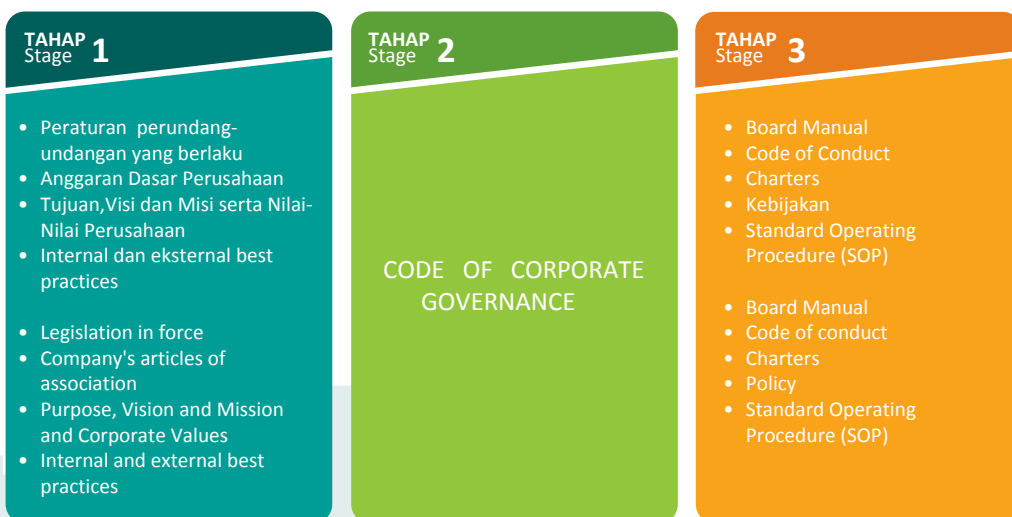 TAHAP
Stage 1
• Peraturan perundang-
undangan yang berlaku
• Anggaran Dasar Perusahaan
• Tujuan,Visi dan Misi serta Nilai-
Nilai Perusahaan
• Internal dan eksternal best
practices
• Legislation in force
• Company's articles of
association
• Purpose, Vision and Mission
and Corporate Values
• Internal and external best
practices
TAHAP
Stage 2
CODE OF CORPORATE
GOVERNANCE
TAHAP
Stage 3
• Board Manual
• Code of Conduct
• Charters
• Kebijakan
• Standard Operating
Procedure (SOP)
• Board Manual
• Code of conduct
• Charters
• Policy
• Standard Operating
Procedure (SOP)